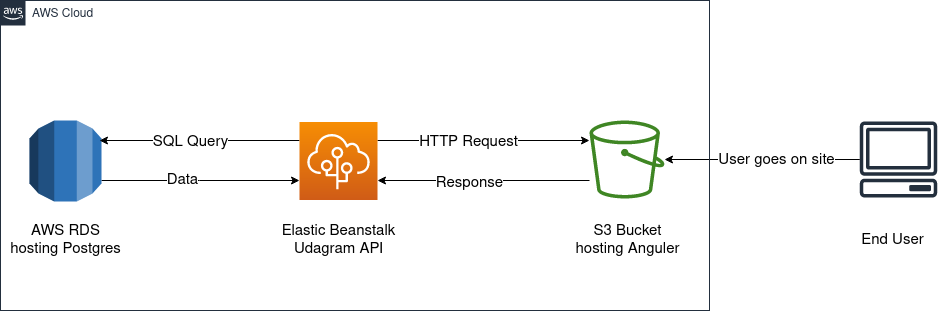 aws
AWS Cloud
SQL Query
HTTP Request
User goes on site
Data
Response
AWS RDS
hosting Postgres
Elastic Beanstalk
Udagram API
S3 Bucket
hosting Anguler
End User